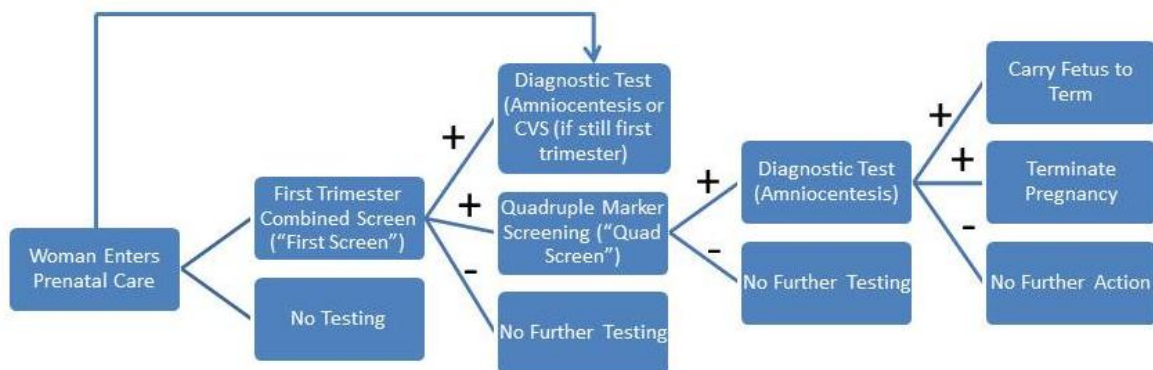 Woman Enters
Prenatal Care
First Trimester
Combined Screen
("First Screen")
No Testing
+
+
-
Diagnostic Test
(Amniocentesis or
CVS (if still first
trimester)
Quadruple Marker
Screening ("Quad
Screen")
No Further Testing
+
-
Diagnostic Test
(Amniocentesis)
No Further Testing
+
+
-
Carry Fetus to
Term
Terminate
Pregnancy
No Further Action